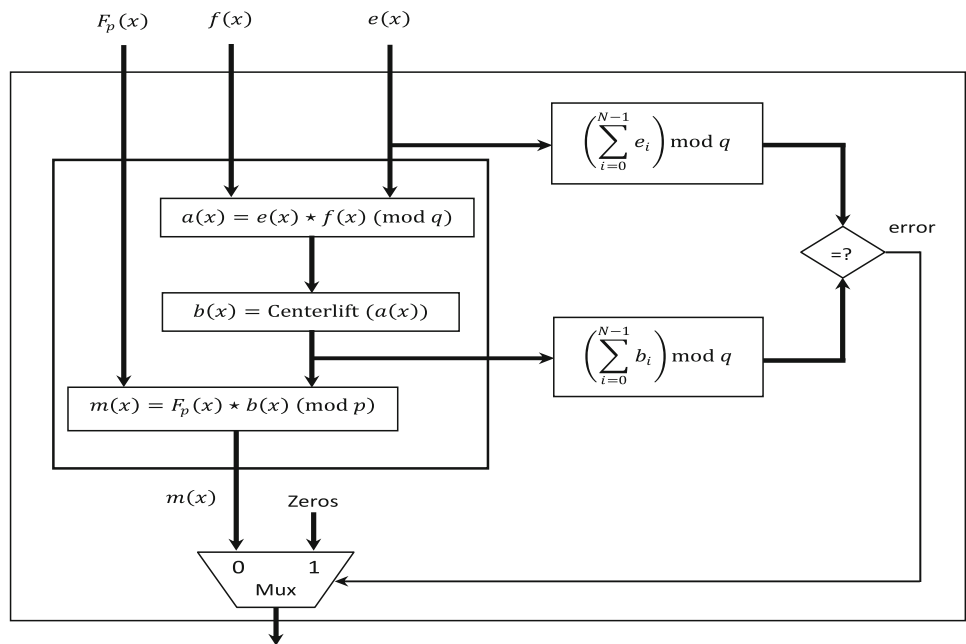 F_p(x) f(x) e(x)
(∑_{i=0}^{N−1} e_i) mod q
a(x) = e(x) ⋆ f(x) (mod q)
error
=?
b(x) = Centerlift (a(x))
(∑_{i=0}^{N−1} b_i) mod q
m(x) = F_p(x) ⋆ b(x) (mod p)
m(x)
Zeros
0 1
Mux